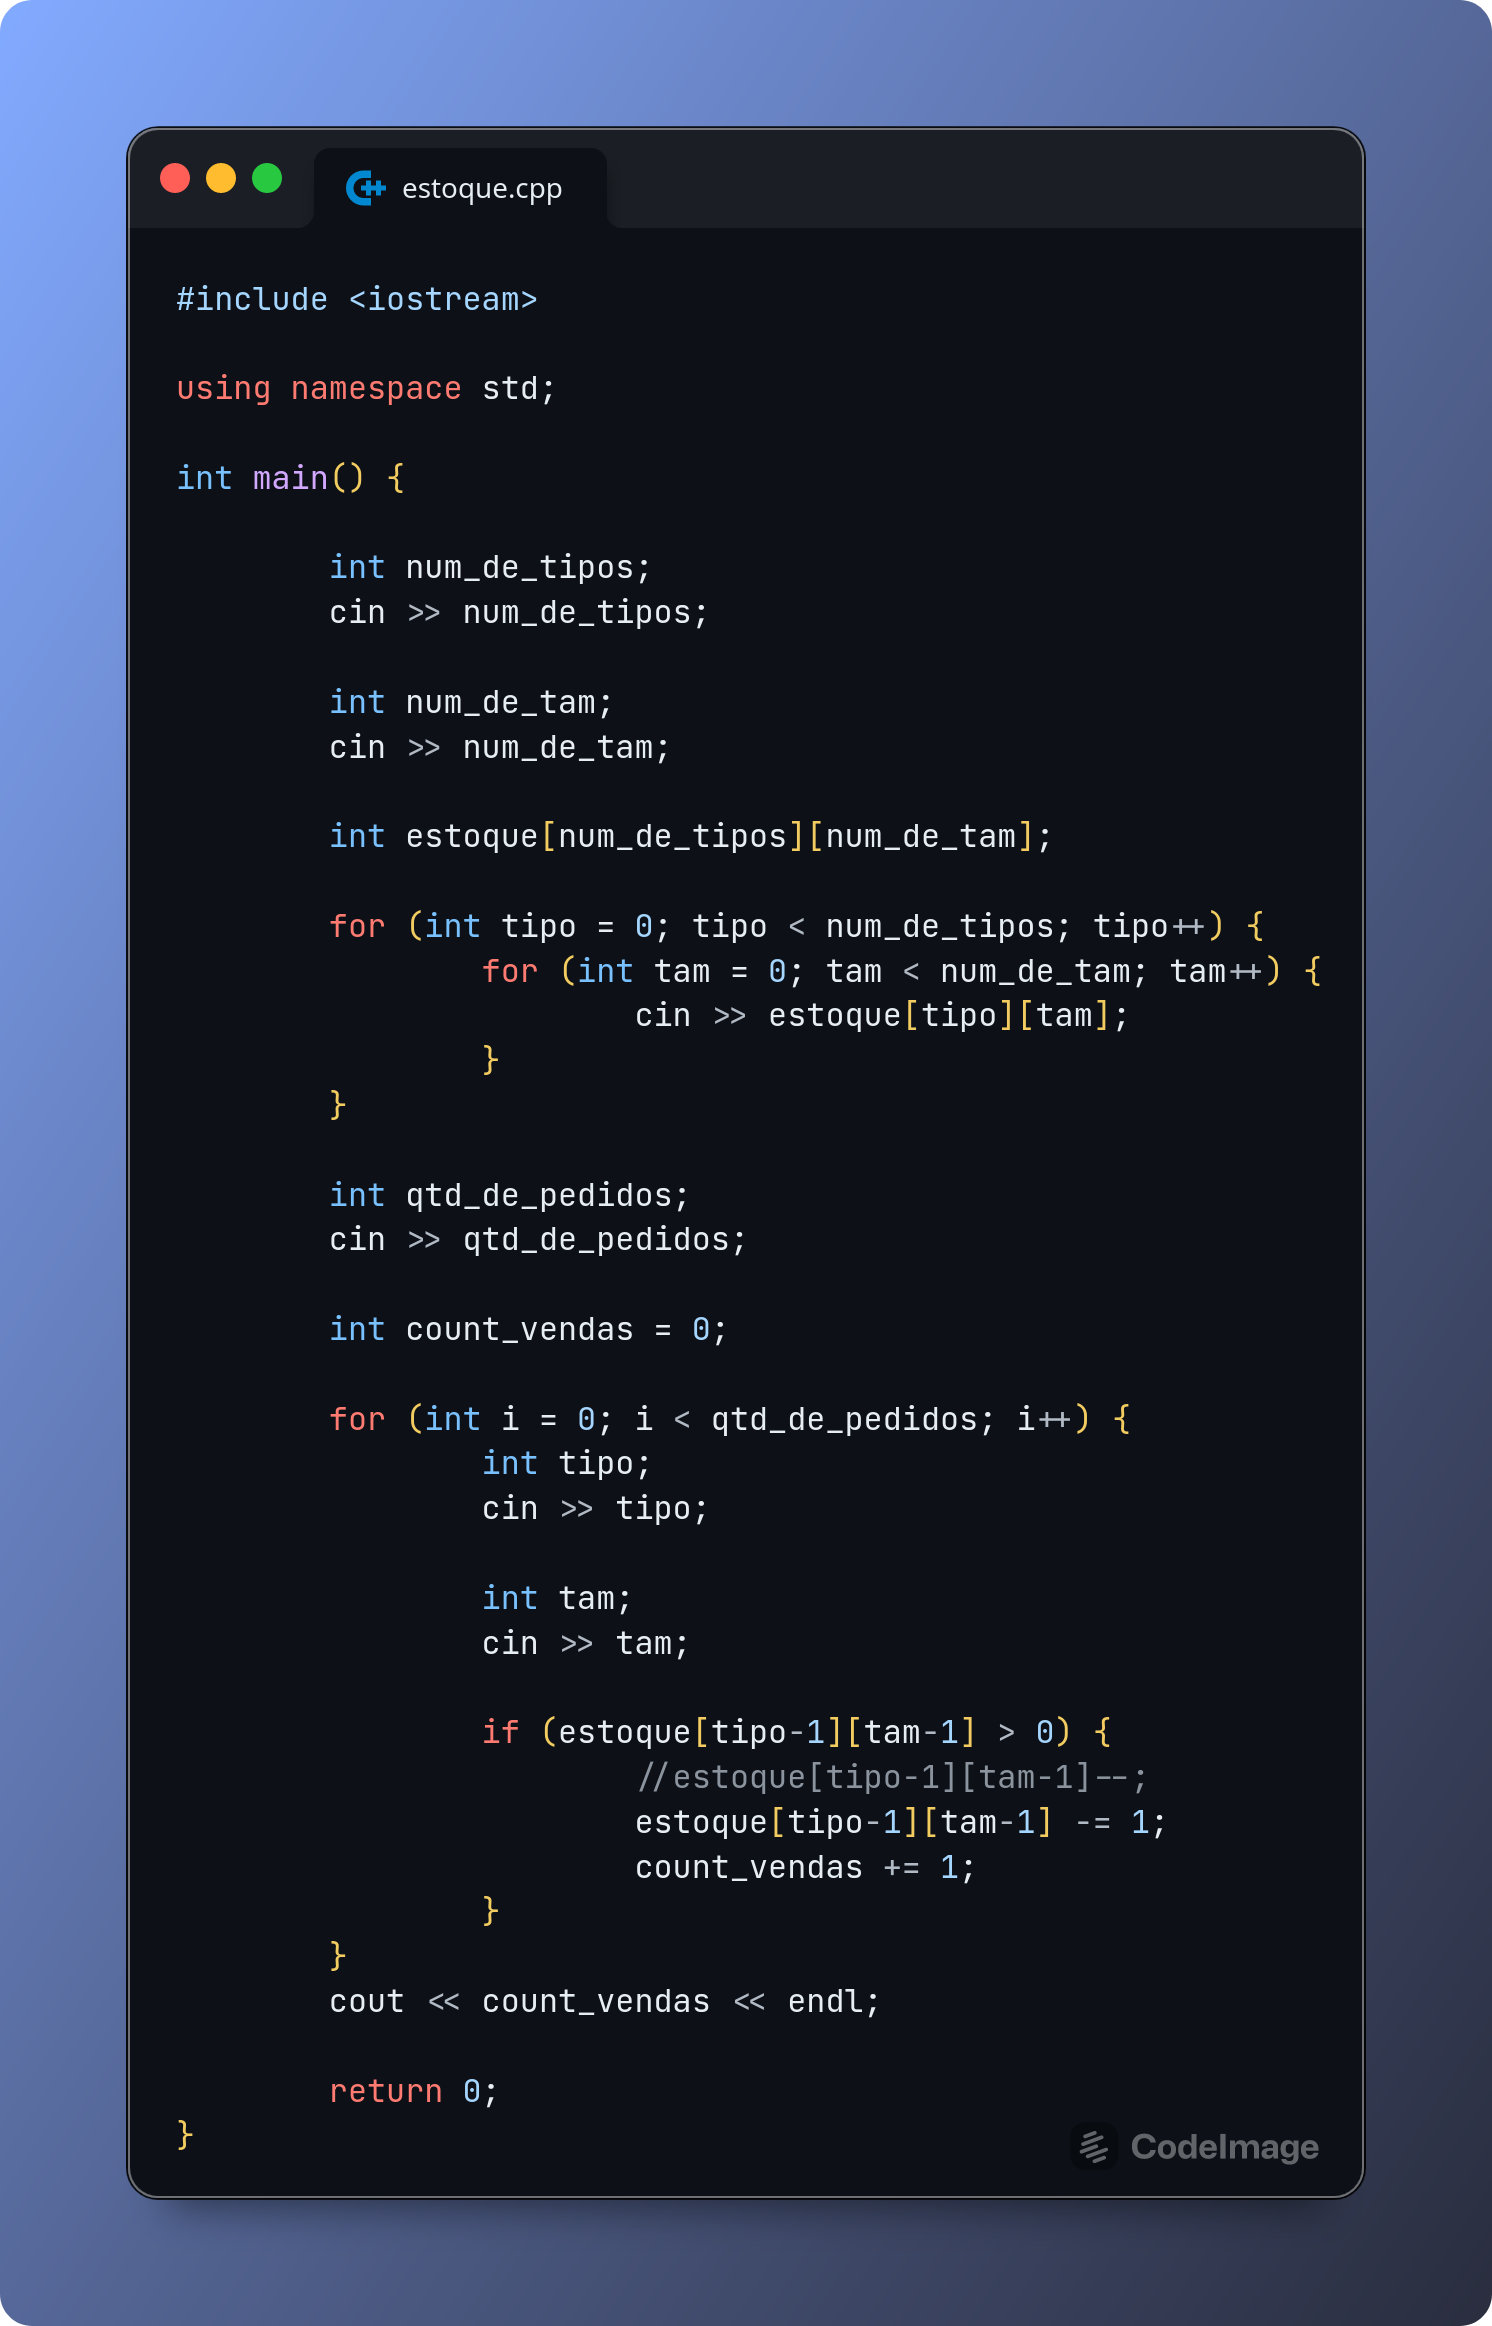 estoque.cpp
#include <iostream>
using namespace std;
int main() {
        int num_de_tipos;
        cin >> num_de_tipos;
        int num_de_tam;
        cin >> num_de_tam;
        int estoque[num_de_tipos][num_de_tam];
        for (int tipo = 0; tipo < num_de_tipos; tipo++) {
                for (int tam = 0; tam < num_de_tam; tam++) {
                        cin >> estoque[tipo][tam];
                }
        }
        int qtd_de_pedidos;
        cin >> qtd_de_pedidos;
        int count_vendas = 0;
        for (int i = 0; i < qtd_de_pedidos; i++) {
                int tipo;
                cin >> tipo;
                int tam;
                cin >> tam;
                if (estoque[tipo-1][tam-1] > 0) {
                        //estoque[tipo-1][tam-1]--;
                        estoque[tipo-1][tam-1] -= 1;
                        count_vendas += 1;
                }
        }
        cout << count_vendas << endl;
        return 0;
}
CodeImage